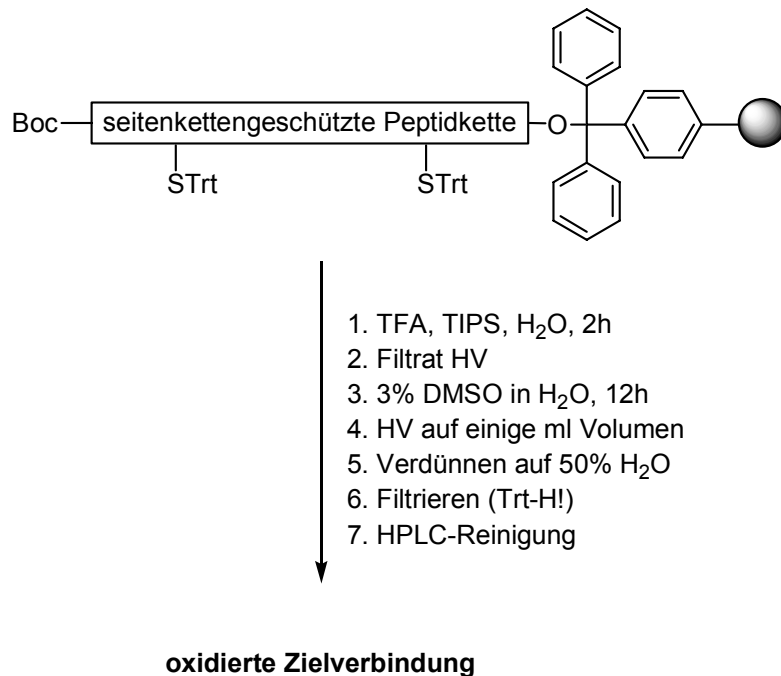 Boc seitenkettengeschützte Peptidkette O
STrt STrt
1. TFA, TIPS, H₂O, 2h
2. Filtrat HV
3. 3% DMSO in H₂O, 12h
4. HV auf einige ml Volumen
5. Verdünnen auf 50% H₂O
6. Filtrieren (Trt-H!)
7. HPLC-Reinigung
oxidierte Zielverbindung